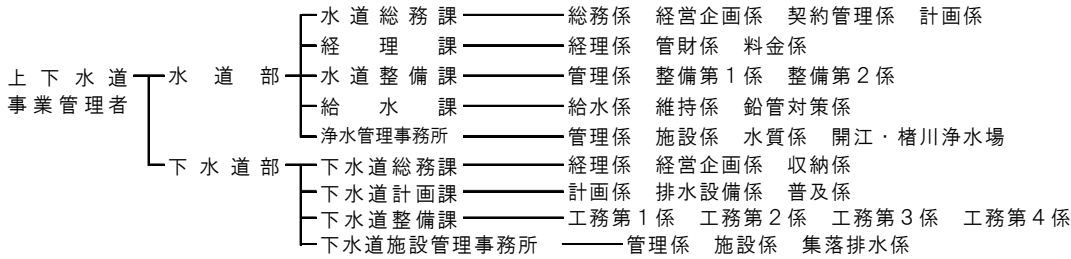 水道総務課 総務係 経営企画係 契約管理係 計画係
経理課 経理係 管財係 料金係
上下水道事業管理者 水道部 水道整備課 管理係 整備第1係 整備第2係
給水課 給水係 維持係 鉛管対策係
浄水管理事務所 管理係 施設係 水質係 開江・楮川浄水場
下水道部 下水道総務課 経理係 経営企画係 収納係
下水道計画課 計画係 排水設備係 普及係
下水道整備課 工務第1係 工務第2係 工務第3係 工務第4係
下水道施設管理事務所 管理係 施設係 集落排水係